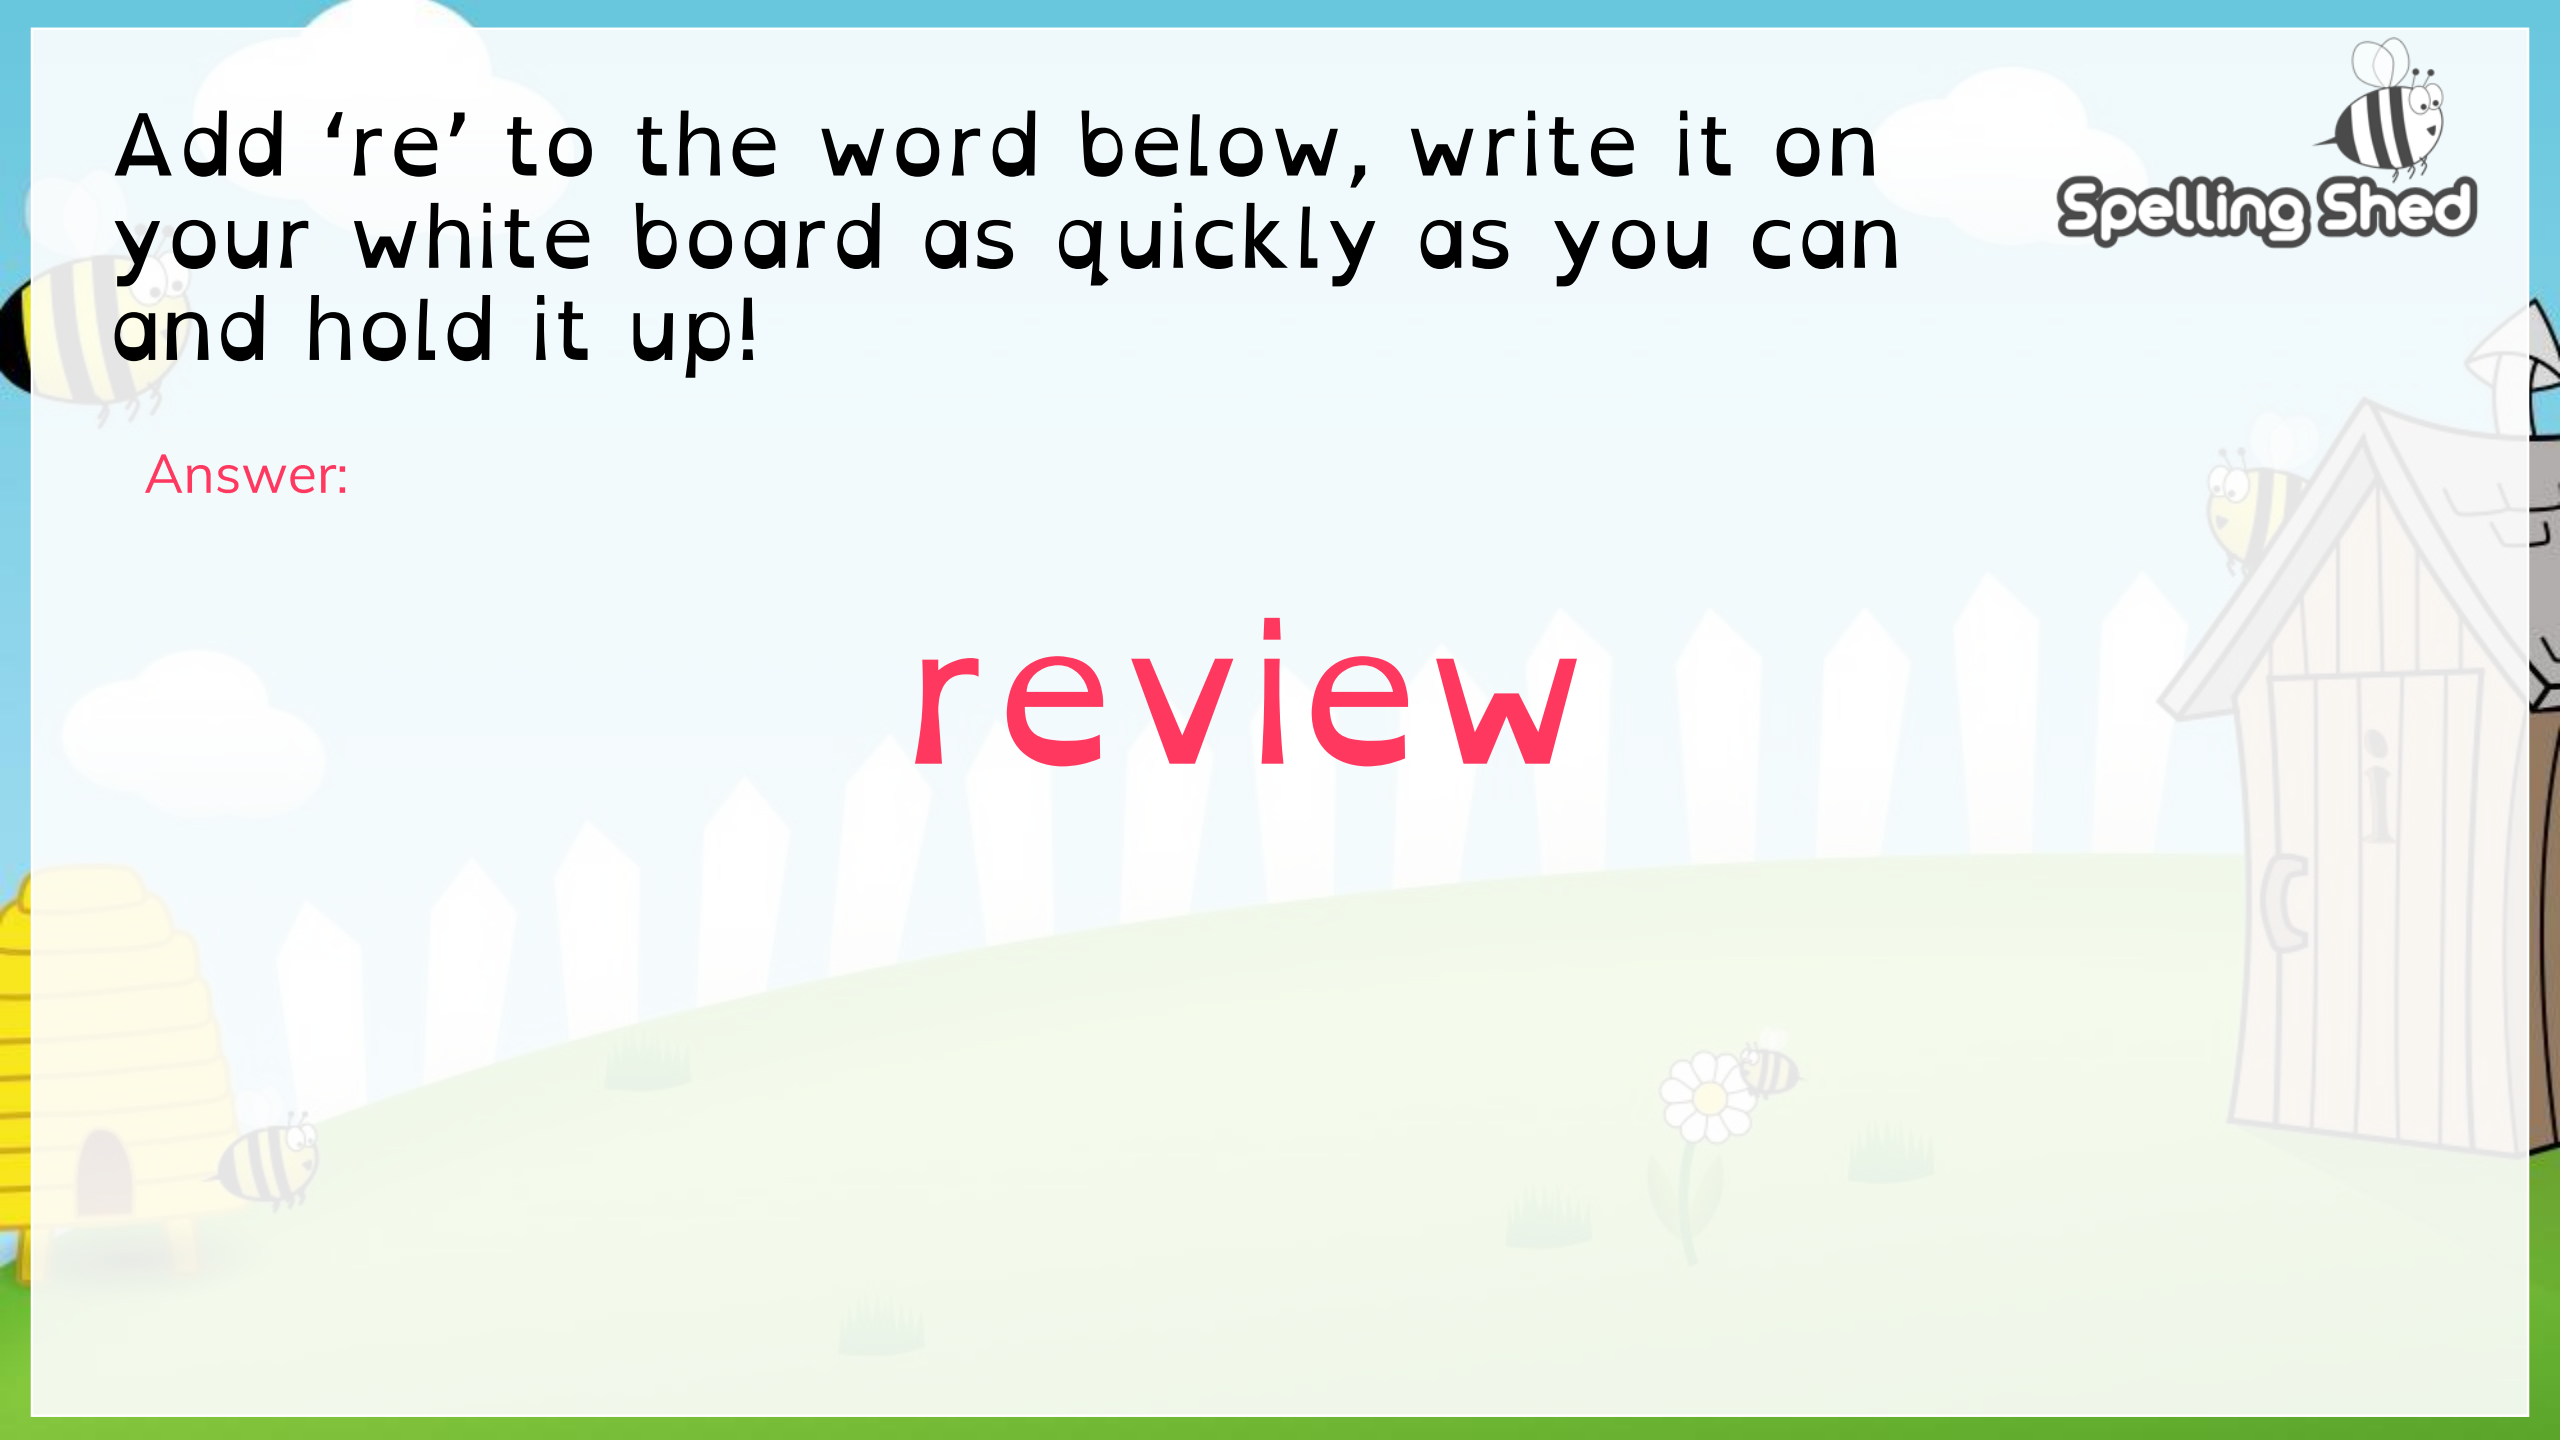 Add ‘re’ to the word below, write it on
your white board as quickly as you can
and hold it up!
Spelling Shed
Answer:
review
i